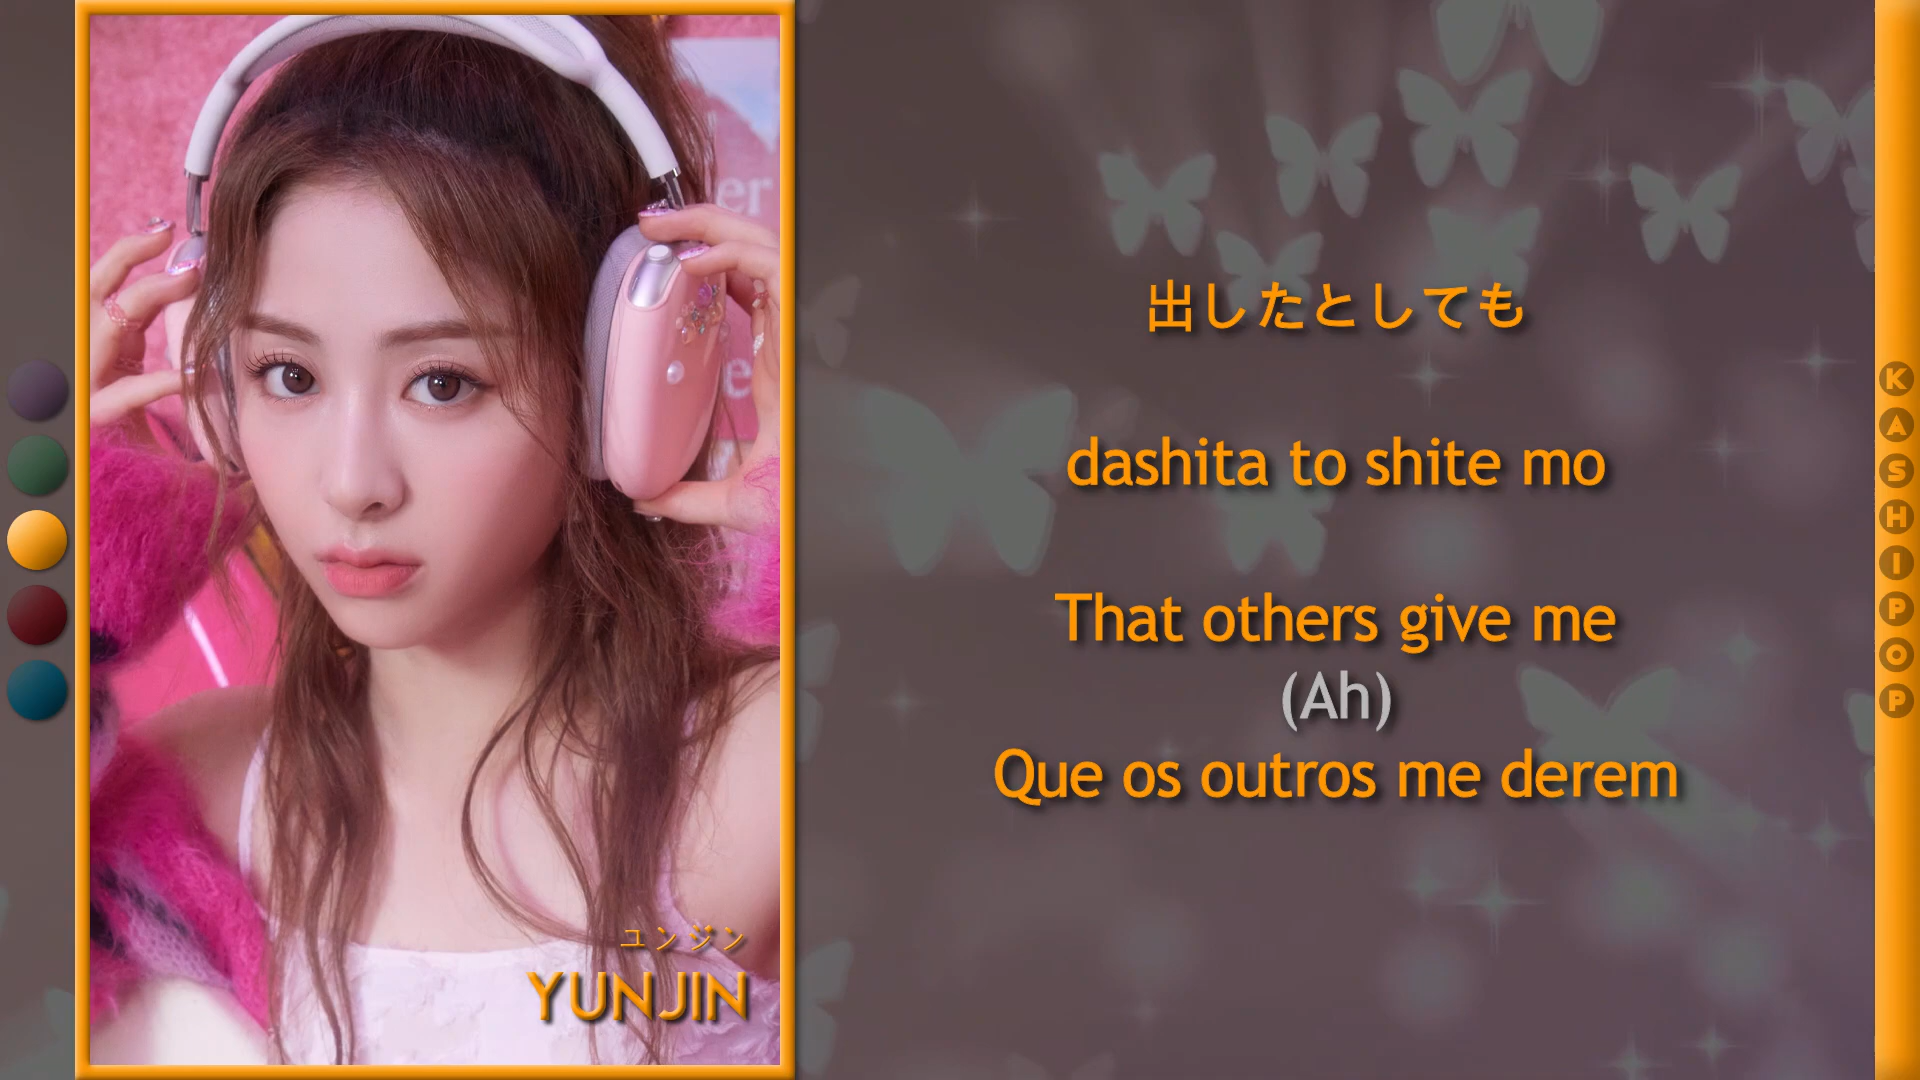 er
e
ユンジン
YUNJIN
出したとしても
dashita to shite mo
That others give me
(Ah)
Que os outros me derem
KASHIPOP